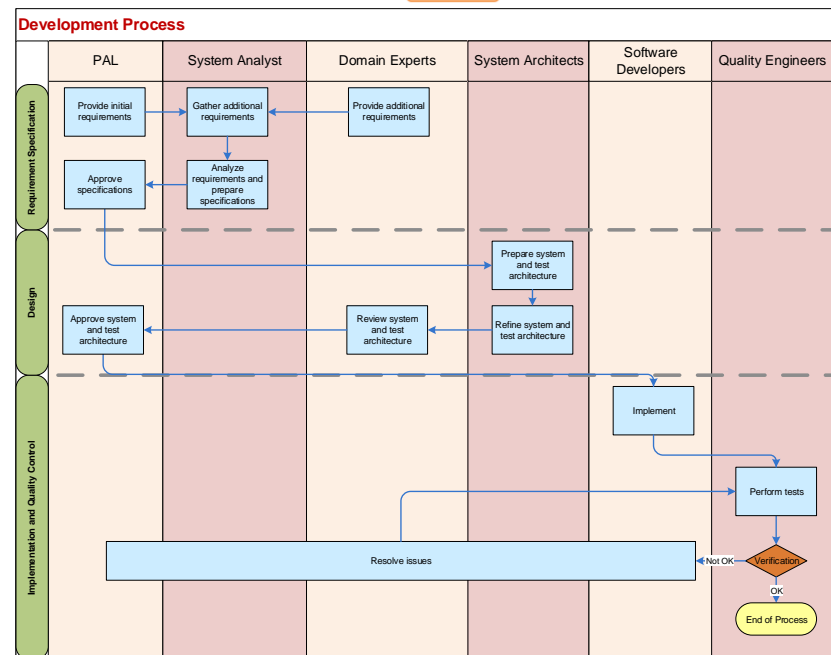 Development Process
PAL
System Analyst
Domain Experts
System Architects
Software
Developers
Quality Engineers
Requirement Specification
Provide initial
requirements
Gather additional
requirements
Provide additional
requirements
Approve
specifications
Analyze
requirements and
prepare
specifications
Design
Prepare system
and test
architecture
Approve system
and test
architecture
Review system
and test
architecture
Refine system and
test architecture
Implementation and Quality Control
Implement
Perform tests
Resolve issues
Not OK
Verification
OK
End of Process